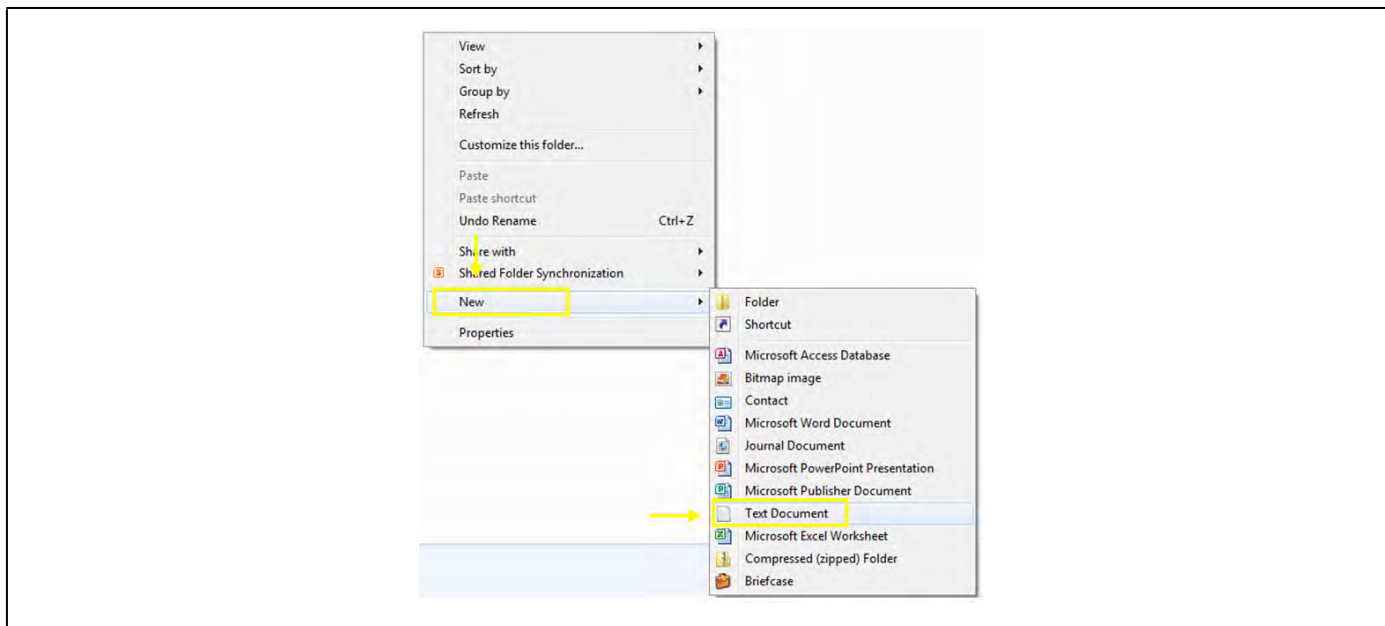 View
Sort by
Group by
Refresh
Customize this folder...
Paste
Paste shortcut
Undo Rename Ctrl+Z
Share with
Shared Folder Synchronization
New
Properties
Folder
Shortcut
Microsoft Access Database
Bitmap image
Contact
Microsoft Word Document
Journal Document
Microsoft PowerPoint Presentation
Microsoft Publisher Document
Text Document
Microsoft Excel Worksheet
Compressed (zipped) Folder
Briefcase